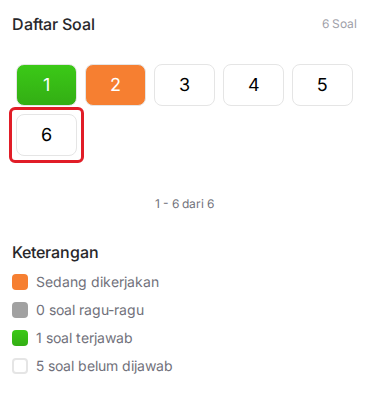 Daftar Soal 6 Soal
1 2 3 4 5
6
1 - 6 dari 6
Keterangan
Sedang dikerjakan
0 soal ragu-ragu
1 soal terjawab
5 soal belum dijawab